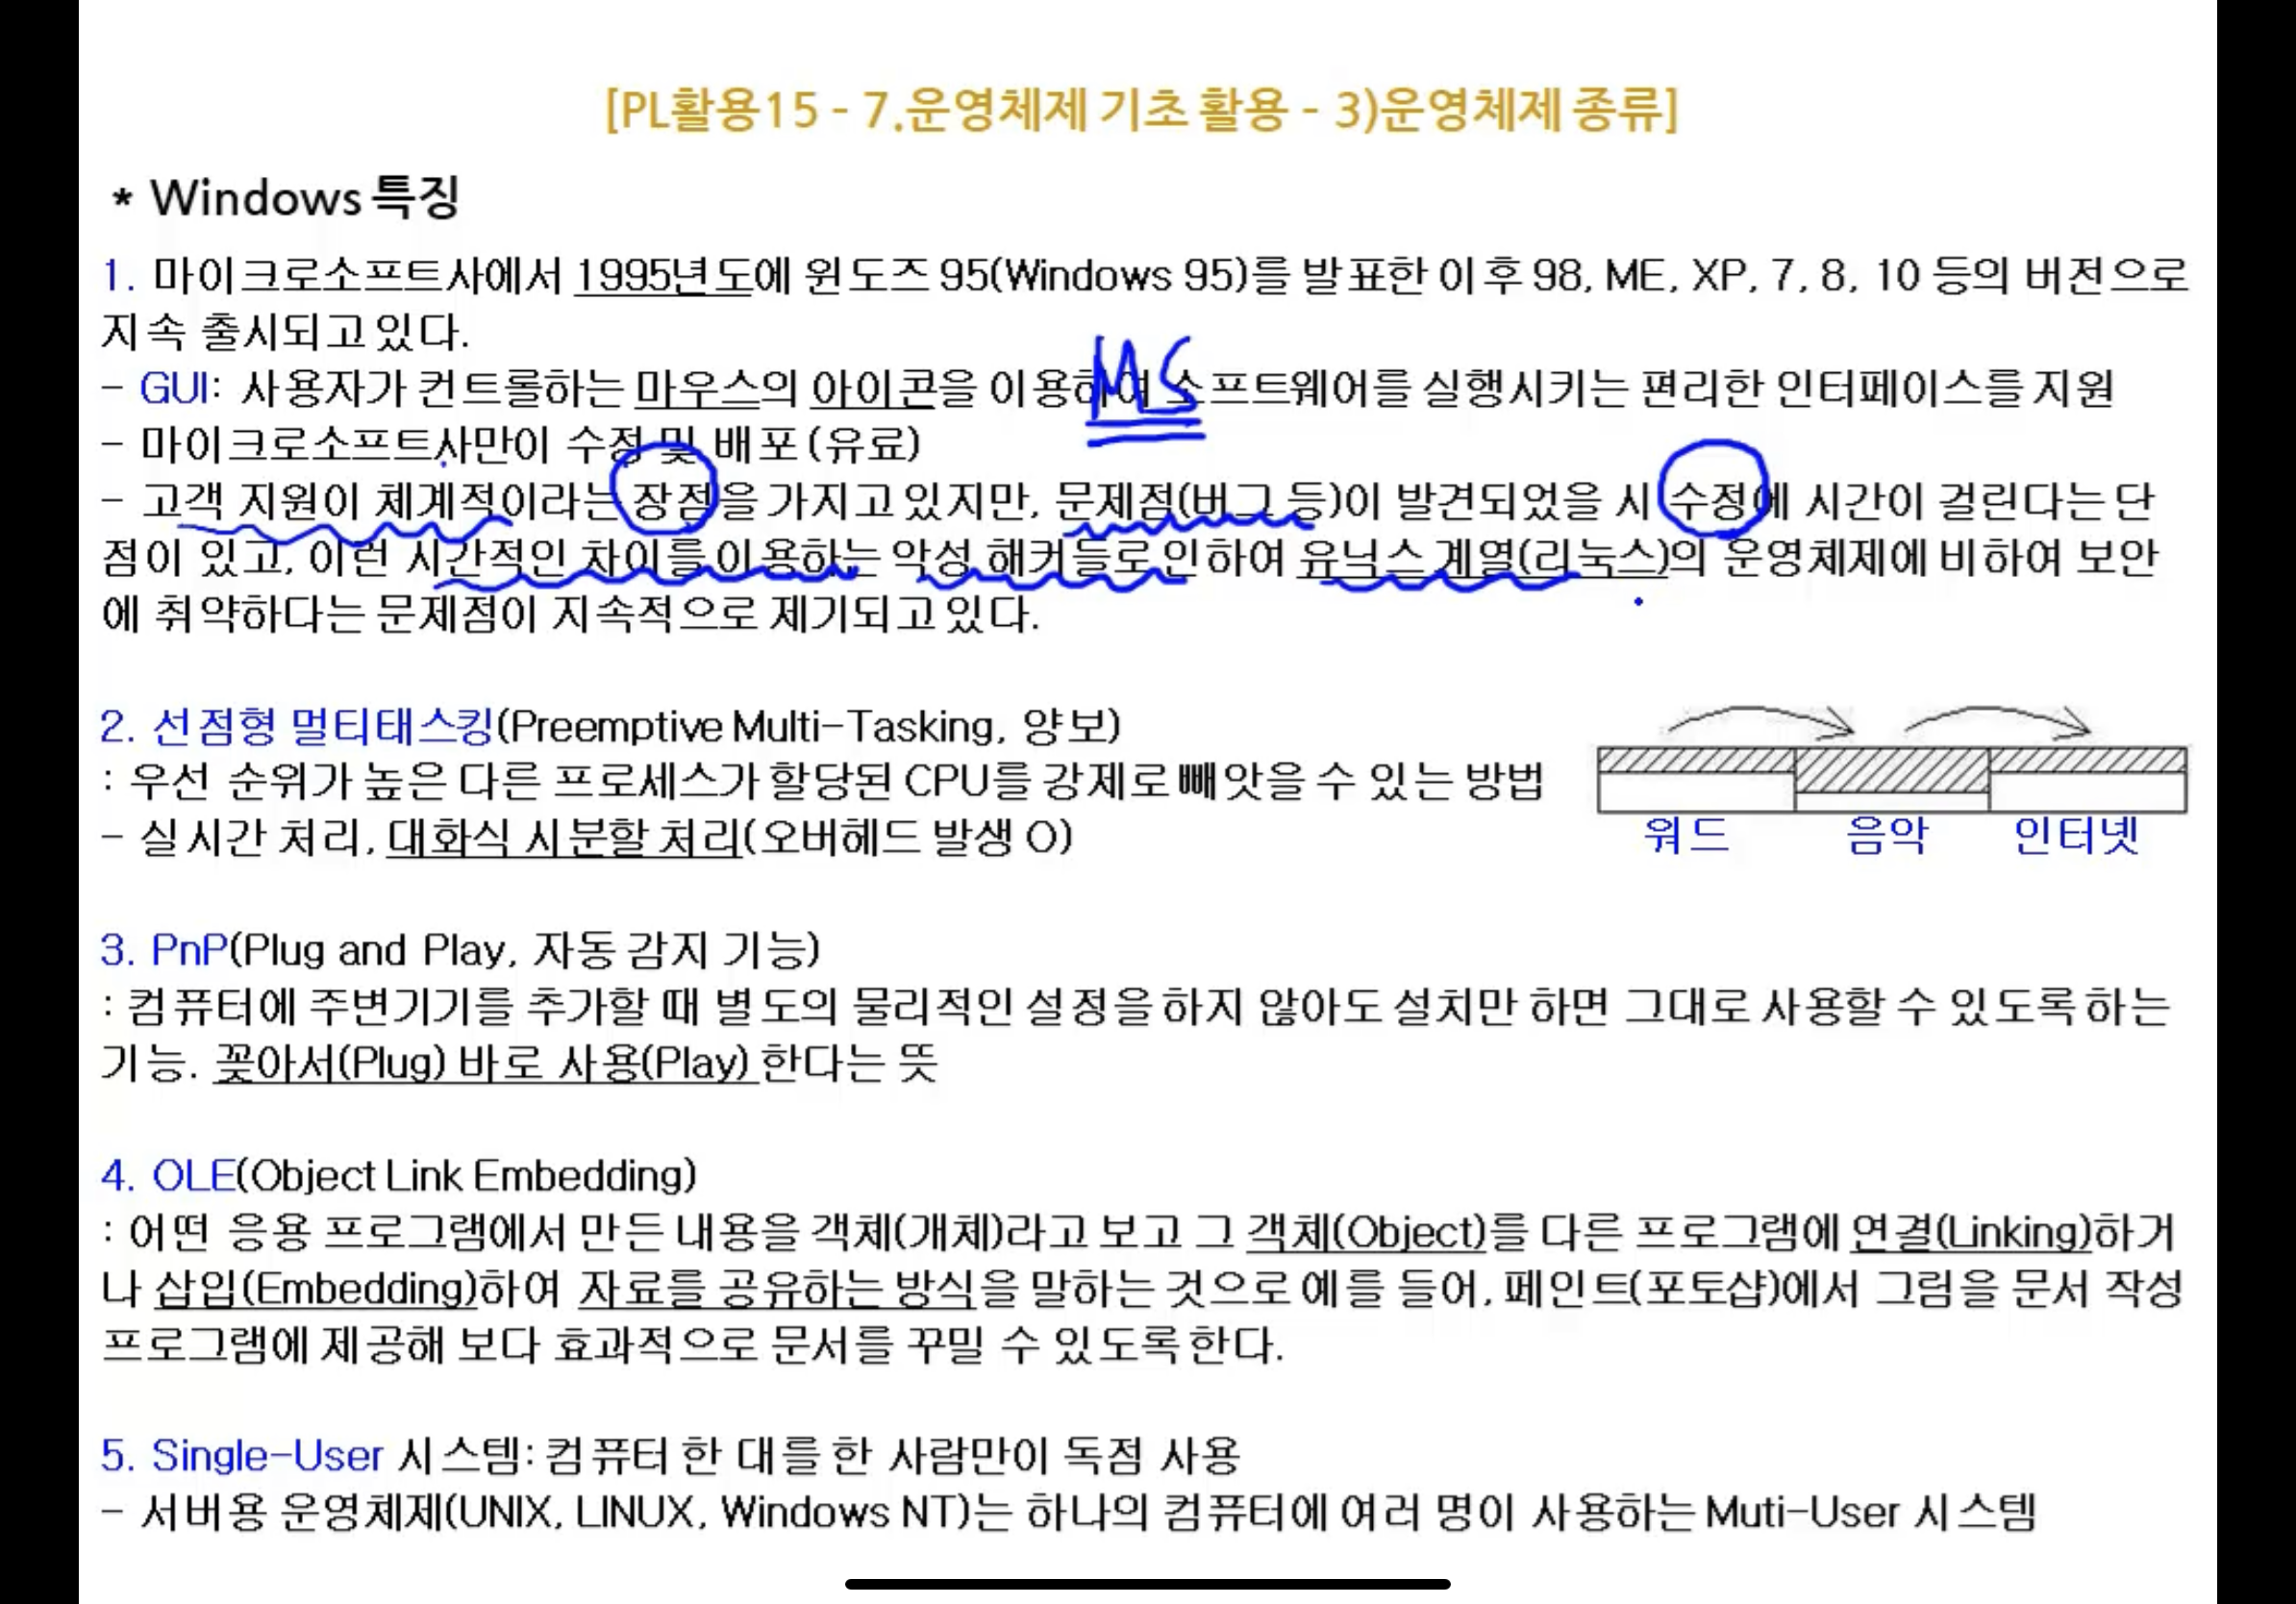 [PL활용15 - 7.운영체제 기초 활용 - 3)운영체제 종류]
* Windows 특징
1. 마이크로소프트사에서 1995년도에 윈도즈 95(Windows 95)를 발표한 이후 98, ME, XP, 7, 8, 10 등의 버전으로
지속 출시되고 있다.
MS
- GUI: 사용자가 컨트롤하는 마우스의 아이콘을 이용하여 소프트웨어를 실행시키는 편리한 인터페이스를 지원
- 마이크로소프트사만이 수정 및 배포(유료)
- 고객 지원이 체계적이라는 장점을 가지고 있지만, 문제점(버그 등)이 발견되었을 시 수정에 시간이 걸린다는 단
점이 있고, 이런 시간적인 차이를 이용하는 악성 해커들로 인하여 유닉스 계열(리눅스)의 운영체제에 비하여 보안
에 취약하다는 문제점이 지속적으로 제기되고 있다.
2. 선점형 멀티태스킹(Preemptive Multi-Tasking, 양보)
: 우선 순위가 높은 다른 프로세스가 할당된 CPU를 강제로 빼앗을 수 있는 방법
- 실시간 처리, 대화식 시분할 처리(오버헤드 발생 O)
워드 음악 인터넷
3. PnP(Plug and Play, 자동 감지 기능)
: 컴퓨터에 주변기기를 추가할 때 별도의 물리적인 설정을 하지 않아도 설치만 하면 그대로 사용할 수 있도록 하는
기능. 꽂아서(Plug) 바로 사용(Play) 한다는 뜻
4. OLE(Object Link Embedding)
: 어떤 응용 프로그램에서 만든 내용을 객체(개체)라고 보고 그 객체(Object)를 다른 프로그램에 연결(Linking)하거
나 삽입(Embedding)하여 자료를 공유하는 방식을 말하는 것으로 예를 들어, 페인트(포토샵)에서 그림을 문서 작성
프로그램에 제공해 보다 효과적으로 문서를 꾸밀 수 있도록 한다.
5. Single-User 시스템: 컴퓨터 한 대를 한 사람만이 독점 사용
- 서버용 운영체제(UNIX, LINUX, Windows NT)는 하나의 컴퓨터에 여러 명이 사용하는 Muti-User 시스템